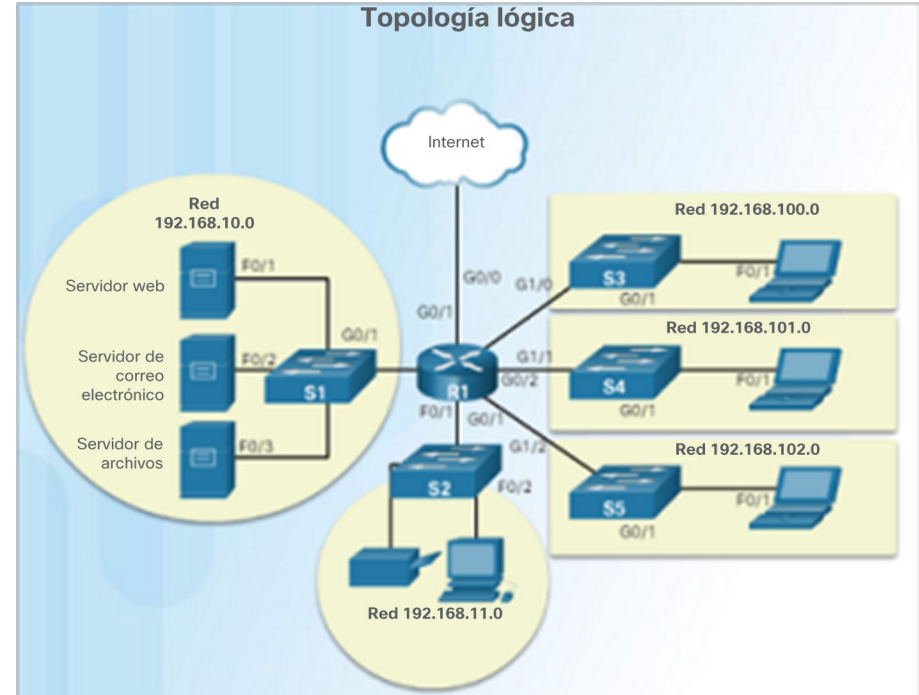 Topología lógica
Internet
Red
192.168.10.0
F0/1
Servidor web
Servidor de
correo
electrónico
F0/2
G0/1
S1
Servidor de
archivos
F0/3
G0/0
G0/1
G1/0
R1
G1/1
G0/2
F0/1
G0/1
G1/2
S2
F0/2
Red 192.168.11.0
Red 192.168.100.0
S3
F0/1
G0/1
Red 192.168.101.0
S4
F0/1
G0/1
Red 192.168.102.0
S5
F0/1
G0/1